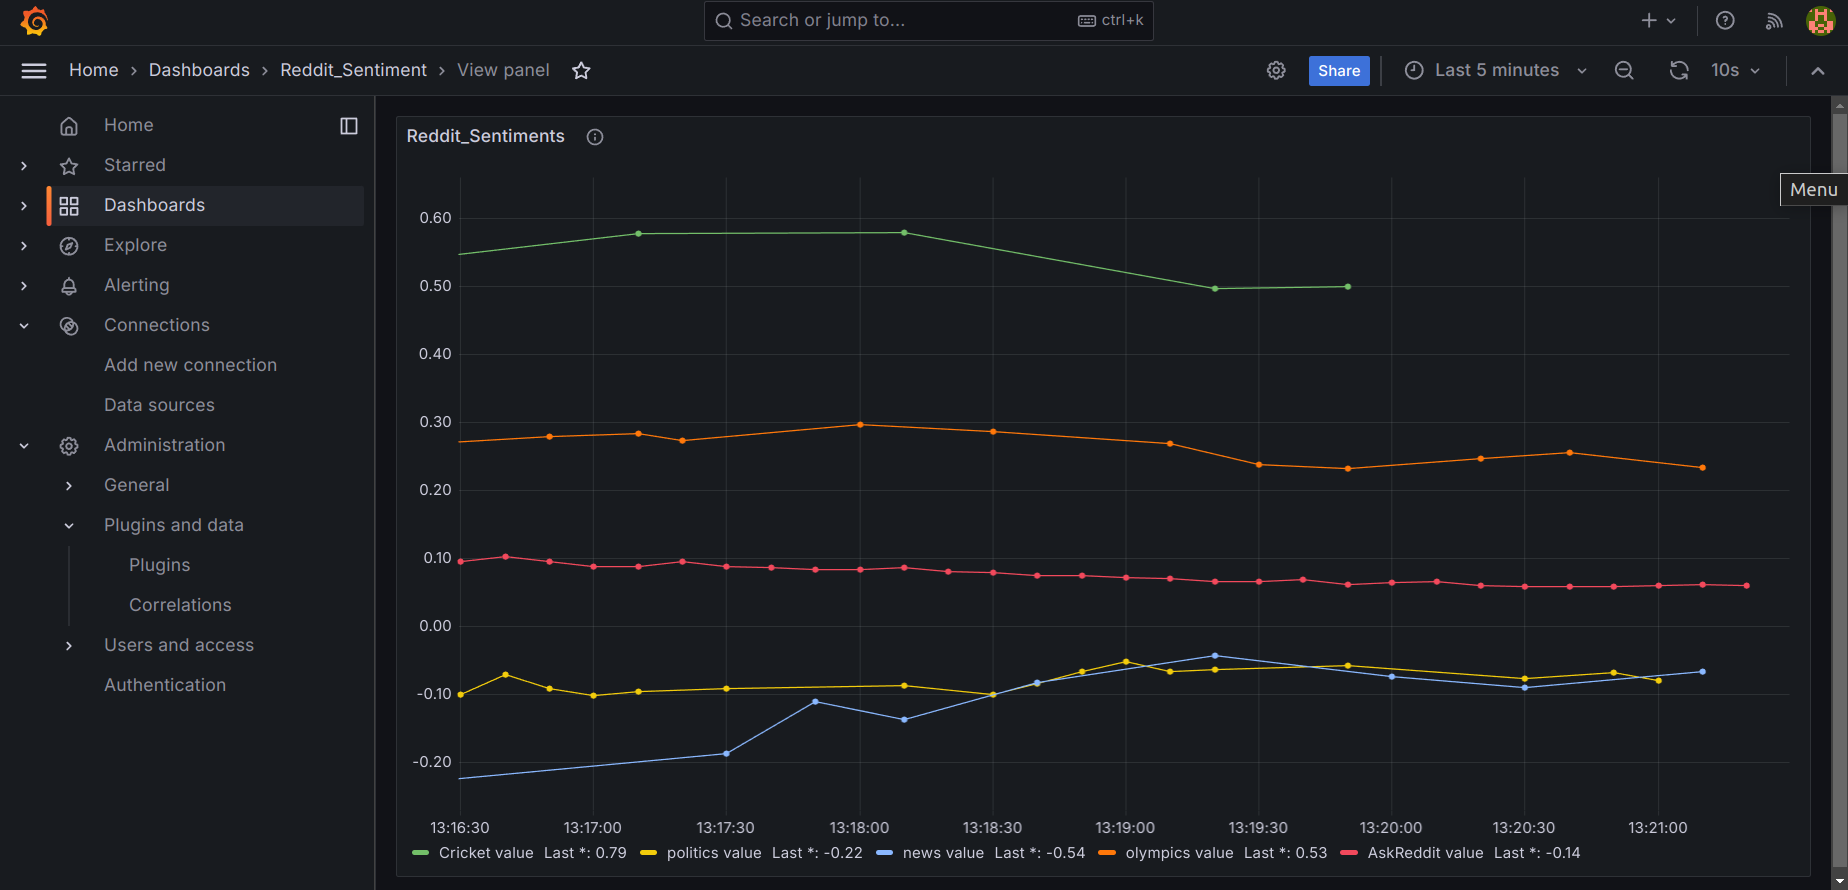 Search or jump to...
ctrl+k
Home
Dashboards
Reddit_Sentiment
View panel
Share
Last 5 minutes
10s
Home
Starred
Dashboards
Explore
Alerting
Connections
Add new connection
Data sources
Administration
General
Plugins and data
Plugins
Correlations
Users and access
Authentication
Reddit_Sentiments
Menu
0.60
0.50
0.40
0.30
0.20
0.10
0.00
-0.10
-0.20
13:16:30 13:17:00 13:17:30 13:18:00 13:18:30 13:19:00 13:19:30 13:20:00 13:20:30 13:21:00
Cricket value Last *: 0.79 politics value Last *: -0.22 news value Last *: -0.54 olympics value Last *: 0.53 AskReddit value Last *: -0.14